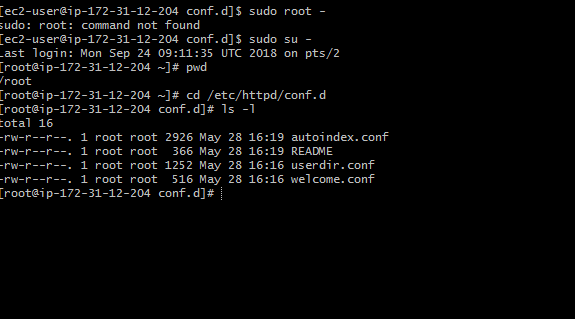 [ec2-user@ip-172-31-12-204 conf.d]$ sudo root -
sudo: root: command not found
[ec2-user@ip-172-31-12-204 conf.d]$ sudo su -
Last login: Mon Sep 24 09:11:35 UTC 2018 on pts/2
[root@ip-172-31-12-204 ~]# pwd
/root
[root@ip-172-31-12-204 ~]# cd /etc/httpd/conf.d
[root@ip-172-31-12-204 conf.d]# ls -l
total 16
-rw-r--r--. 1 root root 2926 May 28 16:19 autoindex.conf
-rw-r--r--. 1 root root  366 May 28 16:19 README
-rw-r--r--. 1 root root 1252 May 28 16:16 userdir.conf
-rw-r--r--. 1 root root  516 May 28 16:16 welcome.conf
[root@ip-172-31-12-204 conf.d]#